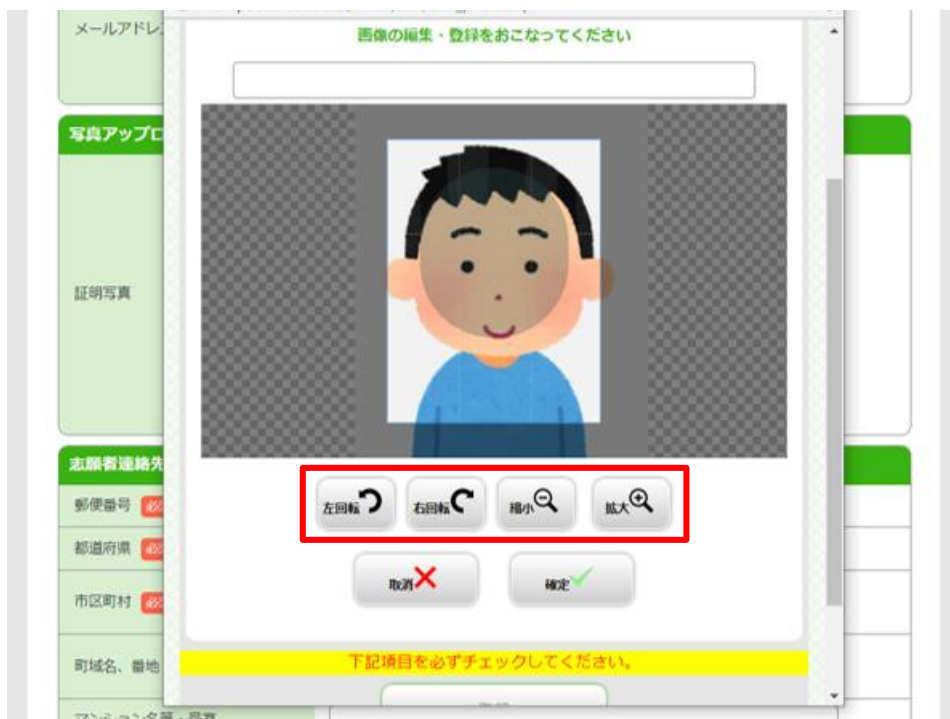 メールアドレ
画像の編集・登録をおこなってください
写真アップロ
証明写真
左回転
右回転
縮小
拡大
取消
確定
志願者連絡先
郵便番号
都道府県
市区町村
町域名、番地
下記項目を必ずチェックしてください。